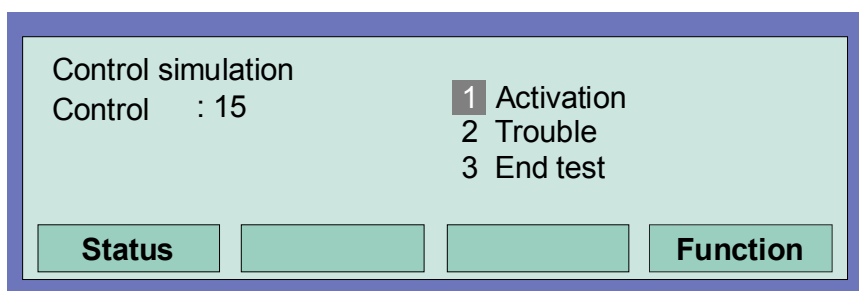 Control simulation
Control : 15
1 Activation
2 Trouble
3 End test
Status
Function